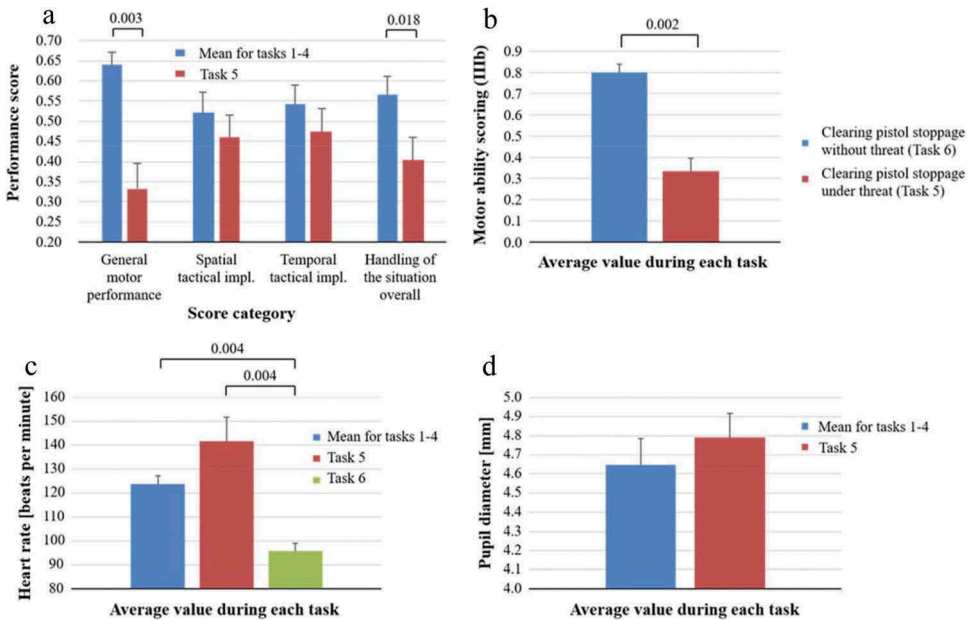 a
0.003
0.018
Performance score
0.70
0.65
0.60
0.55
0.50
0.45
0.40
0.35
0.30
0.25
0.20
Mean for tasks 1-4
Task 5
General
motor
performance
Spatial
tactical impl.
Temporal
tactical impl.
Handling of
the situation
overall
Score category
b
0.002
Motor ability scoring (IIIb)
0.9
0.8
0.7
0.6
0.5
0.4
0.3
0.2
0.1
0.0
Average value during each task
Clearing pistol stoppage
without threat (Task 6)
Clearing pistol stoppage
under threat (Task 5)
c
0.004
0.004
Heart rate [beats per minute]
160
150
140
130
120
110
100
90
80
Mean for tasks 1-4
Task 5
Task 6
Average value during each task
d
Pupil diameter [mm]
5.0
4.9
4.8
4.7
4.6
4.5
4.4
4.3
4.2
4.1
4.0
Mean for tasks 1-4
Task 5
Average value during each task